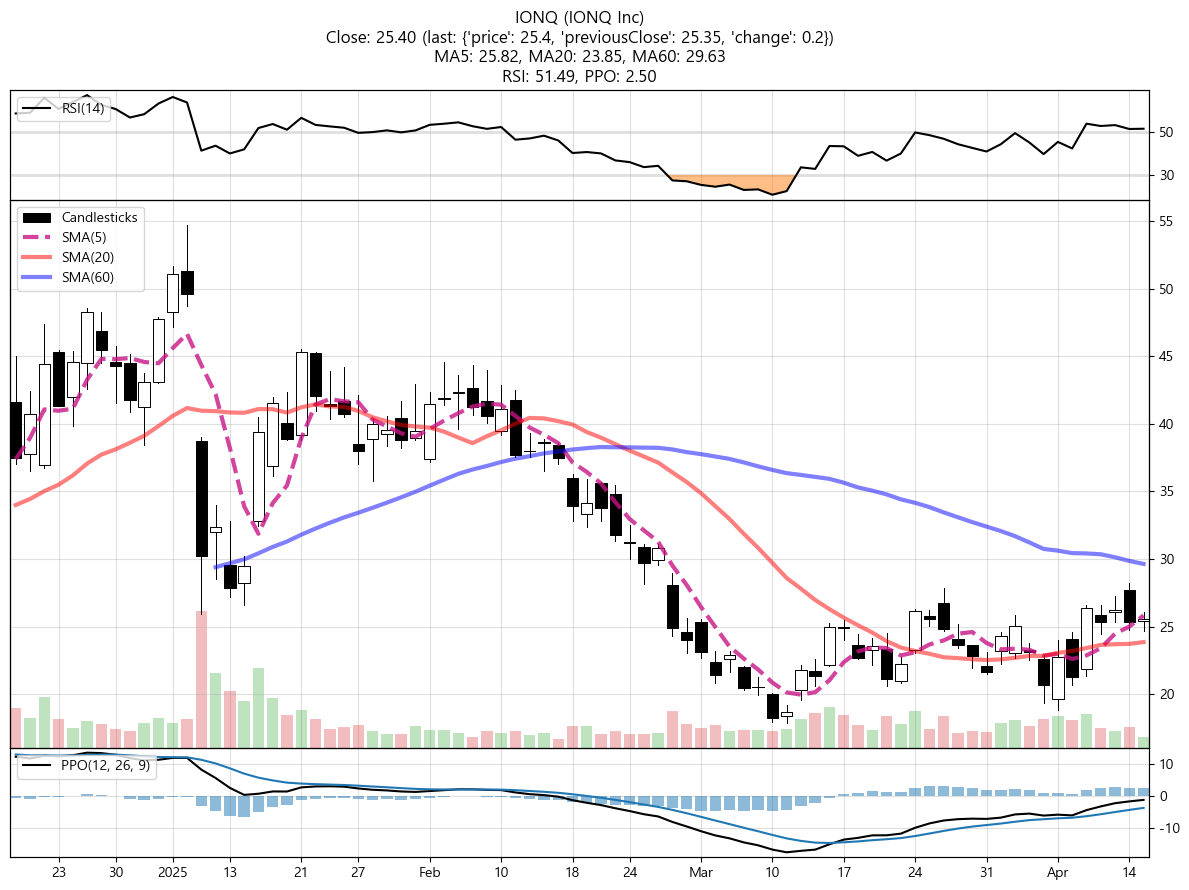 IONQ (IONQ Inc)
Close: 25.40 (last: {'price': 25.4, 'previousClose': 25.35, 'change': 0.2})
MA5: 25.82, MA20: 23.85, MA60: 29.63
RSI: 51.49, PPO: 2.50
RSI(14)
50
30
Candlesticks
SMA(5)
SMA(20)
SMA(60)
55
50
45
40
35
30
25
20
PPO(12, 26, 9)
10
0
-10
23 30 2025 13 21 27 Feb 10 18 24 Mar 10 17 24 31 Apr 14